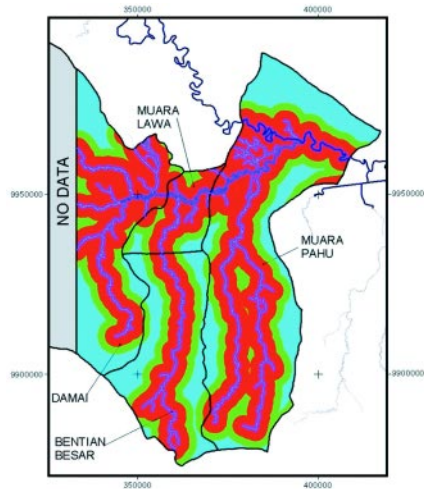 350000 400000
MUARA
LAWA
NO DATA
9950000 9950000
MUARA
PAHU
9900000 9900000
DAMAI
BENTIAN
BESAR
350000 400000